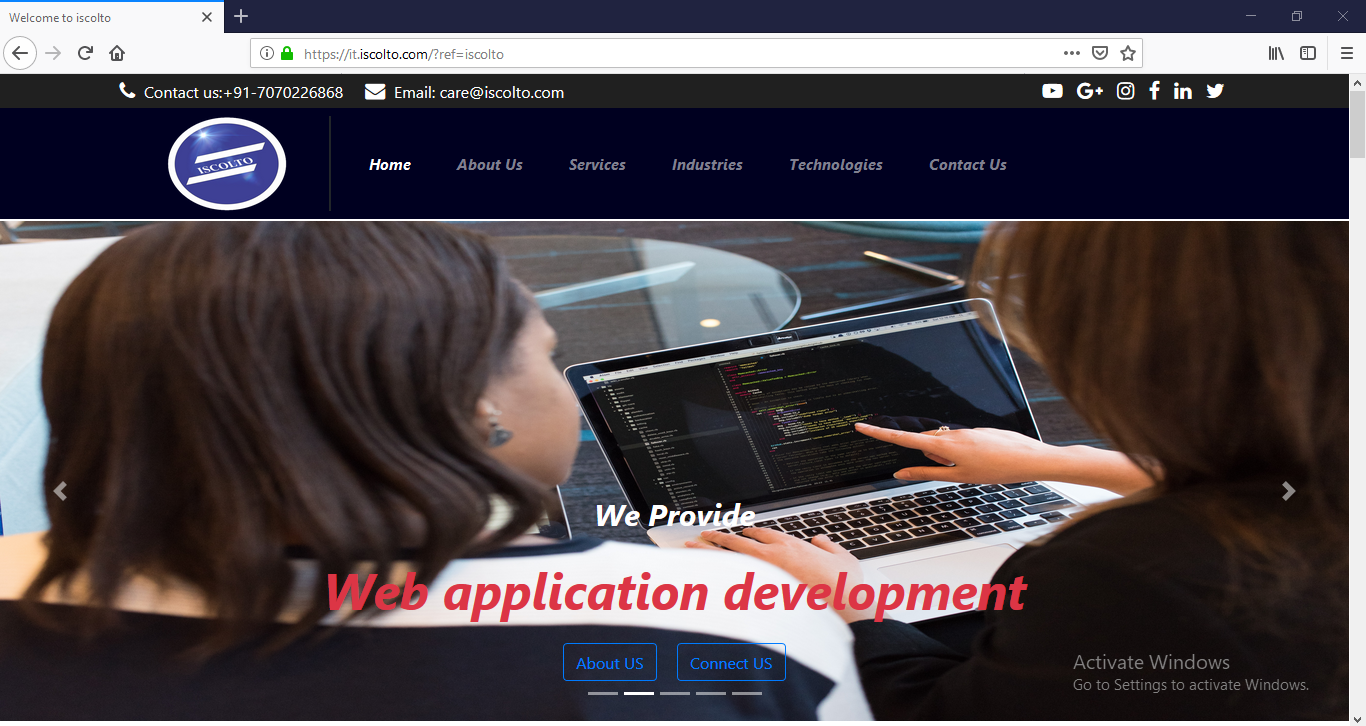 Welcome to iscolto
https://it.iscolto.com/?ref=iscolto
Contact us:+91-7070226868 Email: care@iscolto.com
ISCOLTO
Home About Us Services Industries Technologies Contact Us
We Provide
Web application development
About US Connect US
Activate Windows
Go to Settings to activate Windows.